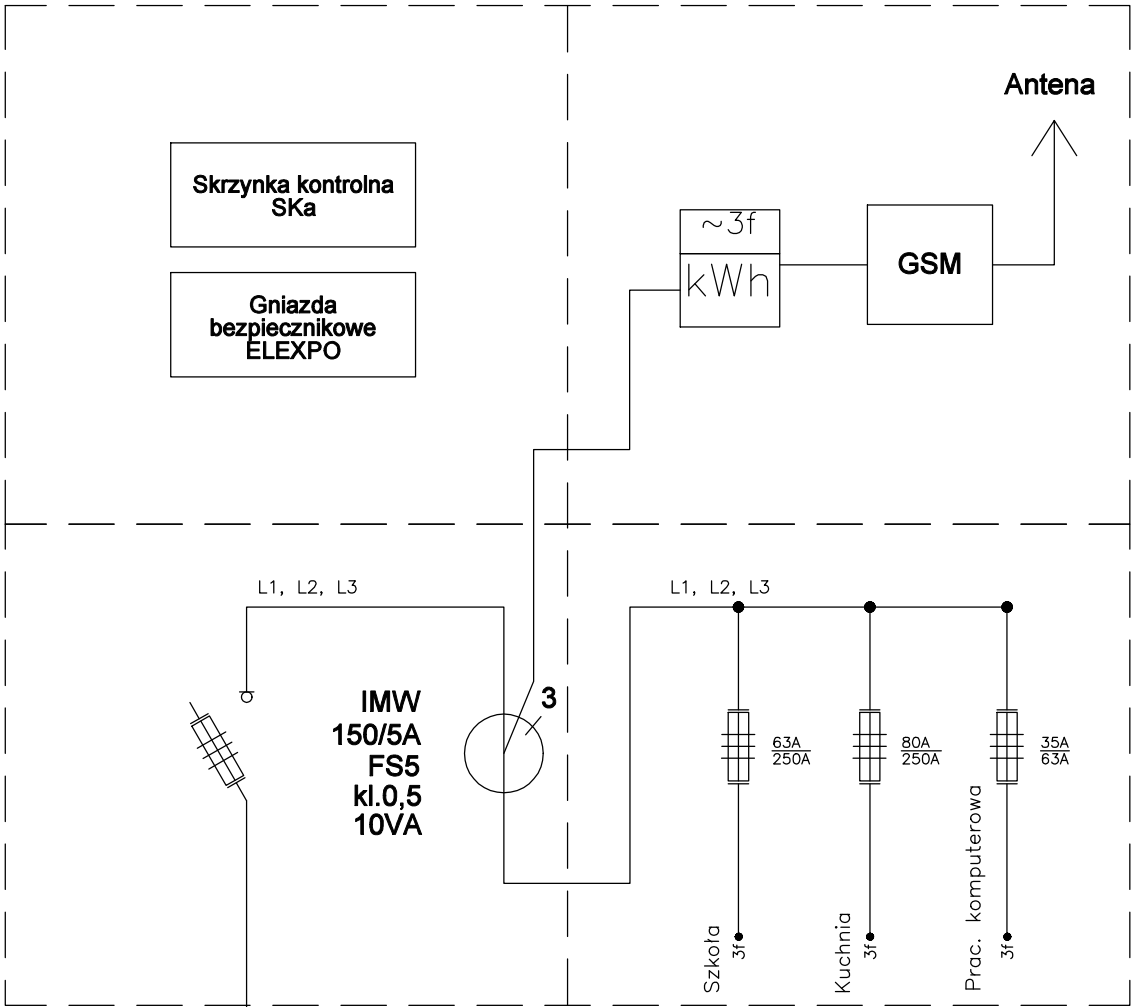 Antena
Skrzynka kontrolna
SKa
~3f
kWh
GSM
Gniazda
bezpiecznikowe
ELEXPO
L1, L2, L3
L1, L2, L3
IMW
150/5A
FS5
kl.0,5
10VA
3
63A
250A
80A
250A
35A
63A
Szkoła
3f
Kuchnia
3f
Prac. komputerowa
3f